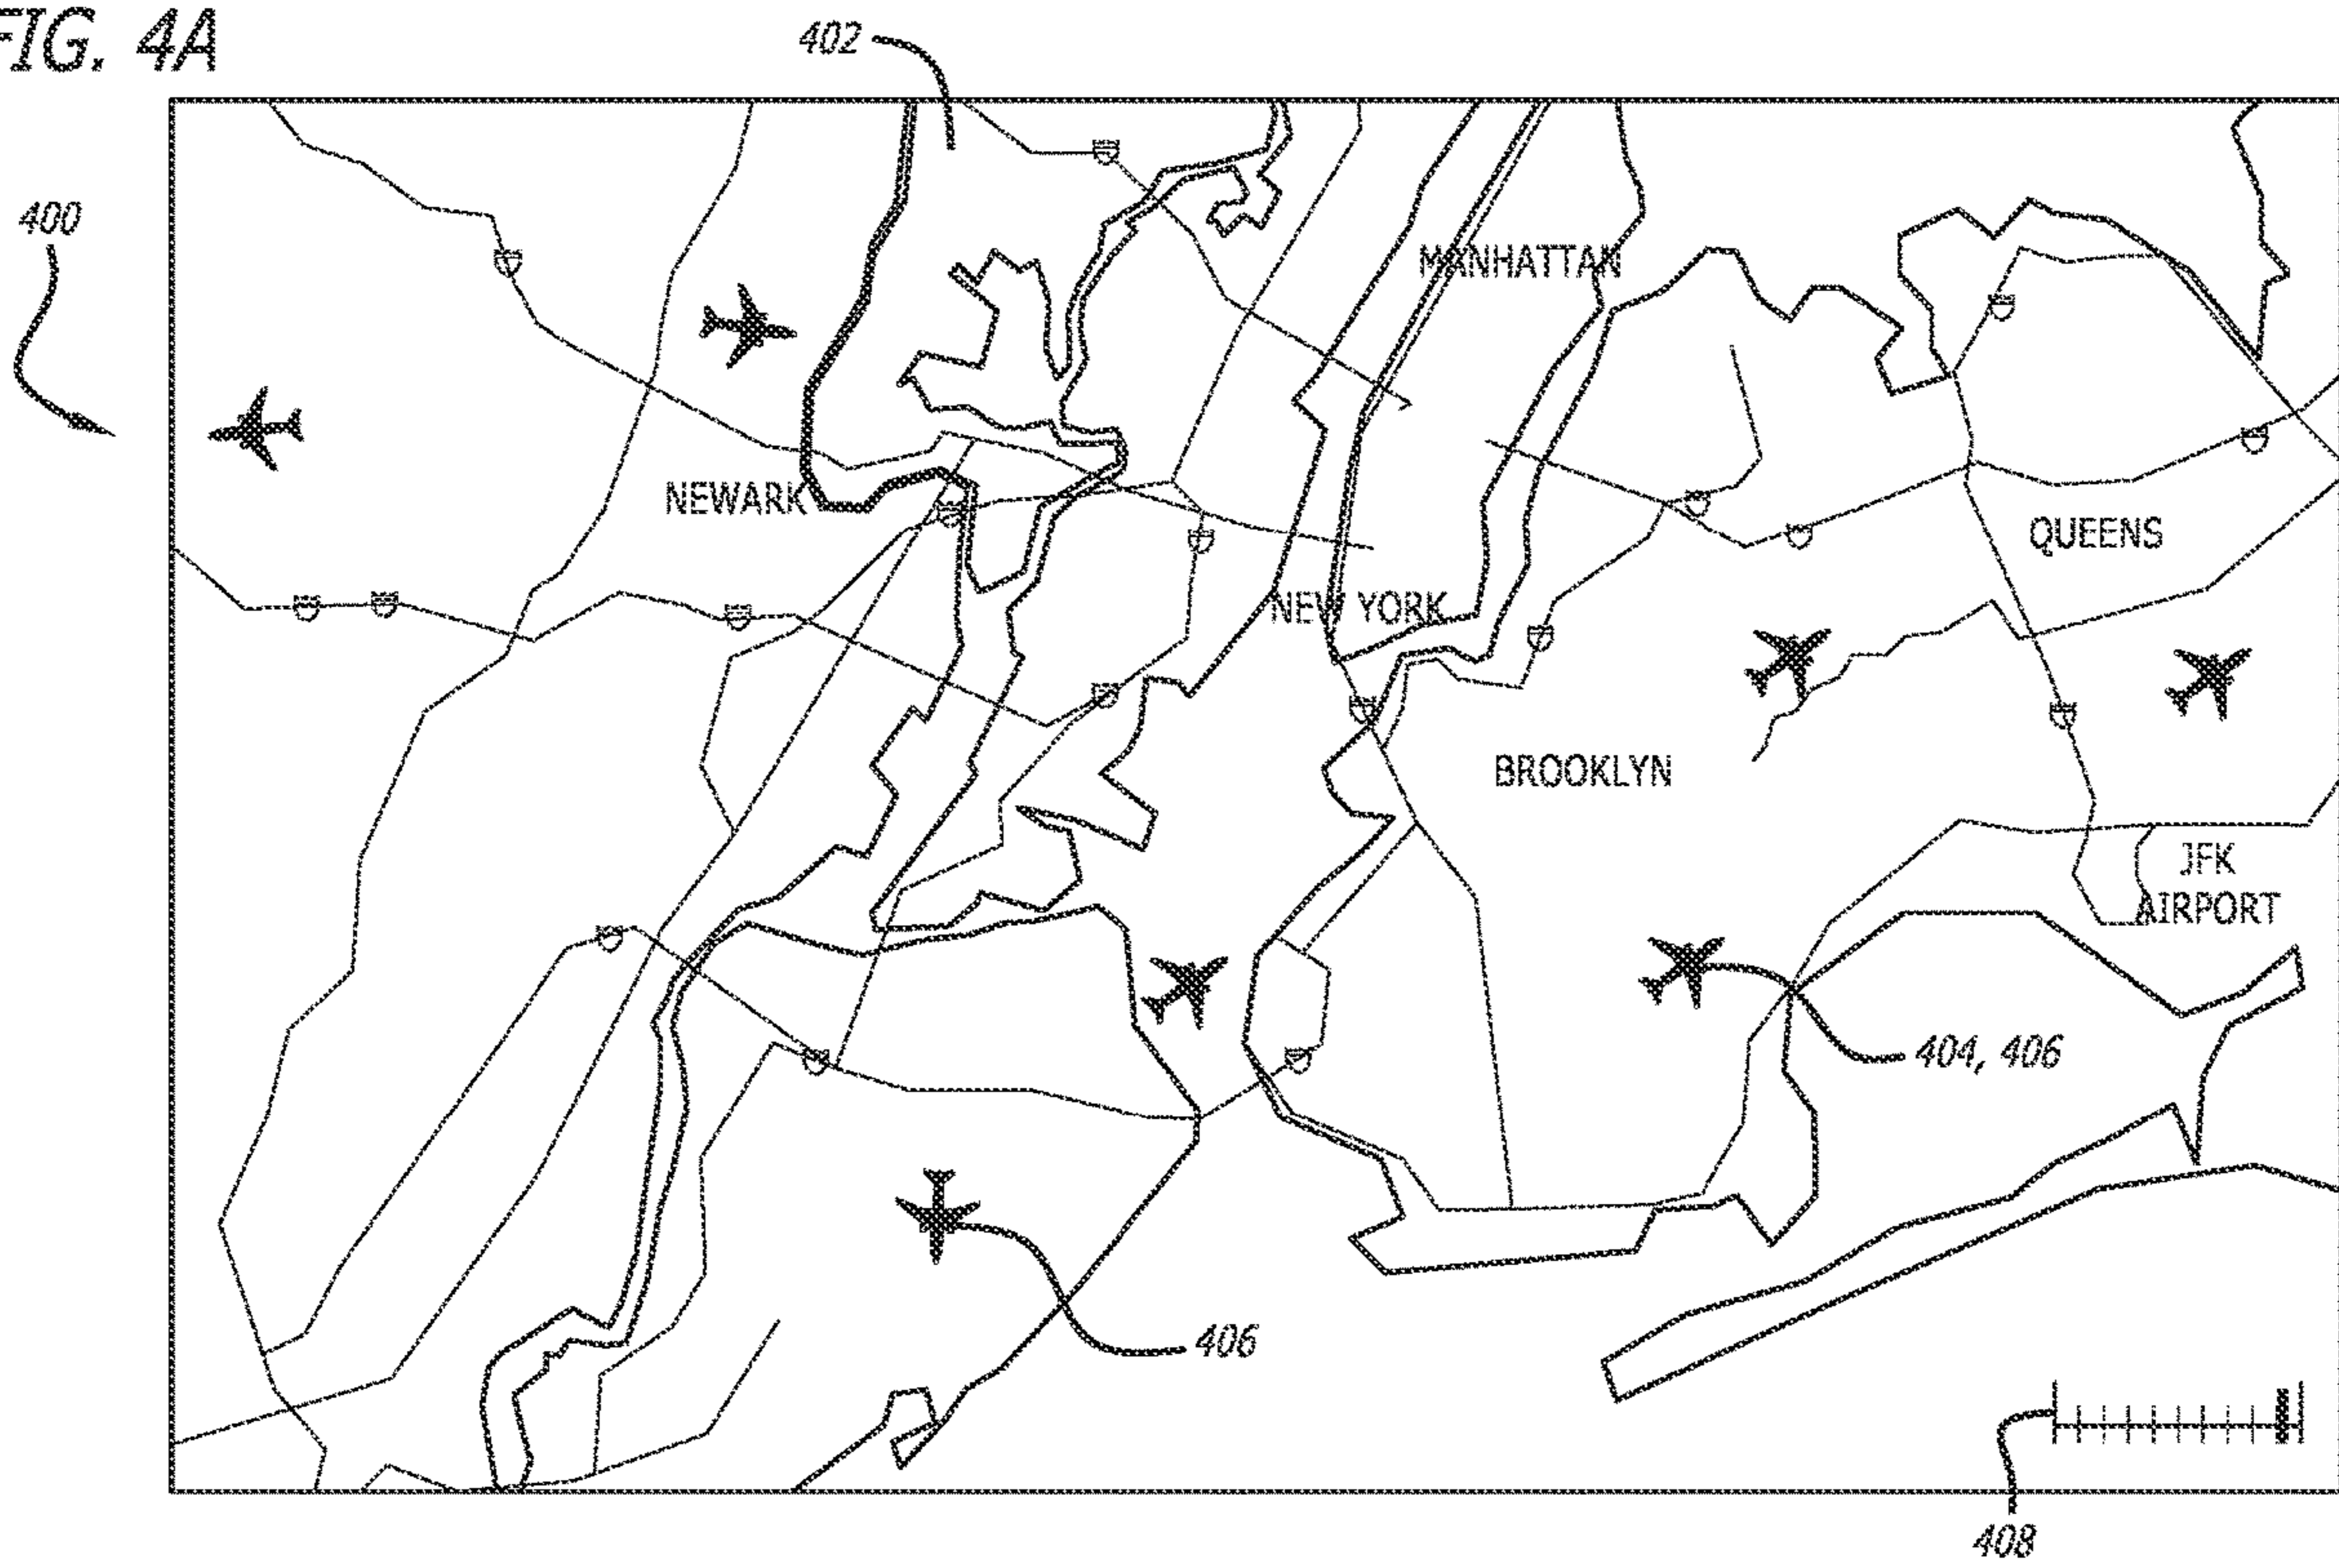 FIG. 4A
402
400
MANHATTAN
NEWARK
QUEENS
NEW YORK
BROOKLYN
JFK
AIRPORT
404, 406
406
408